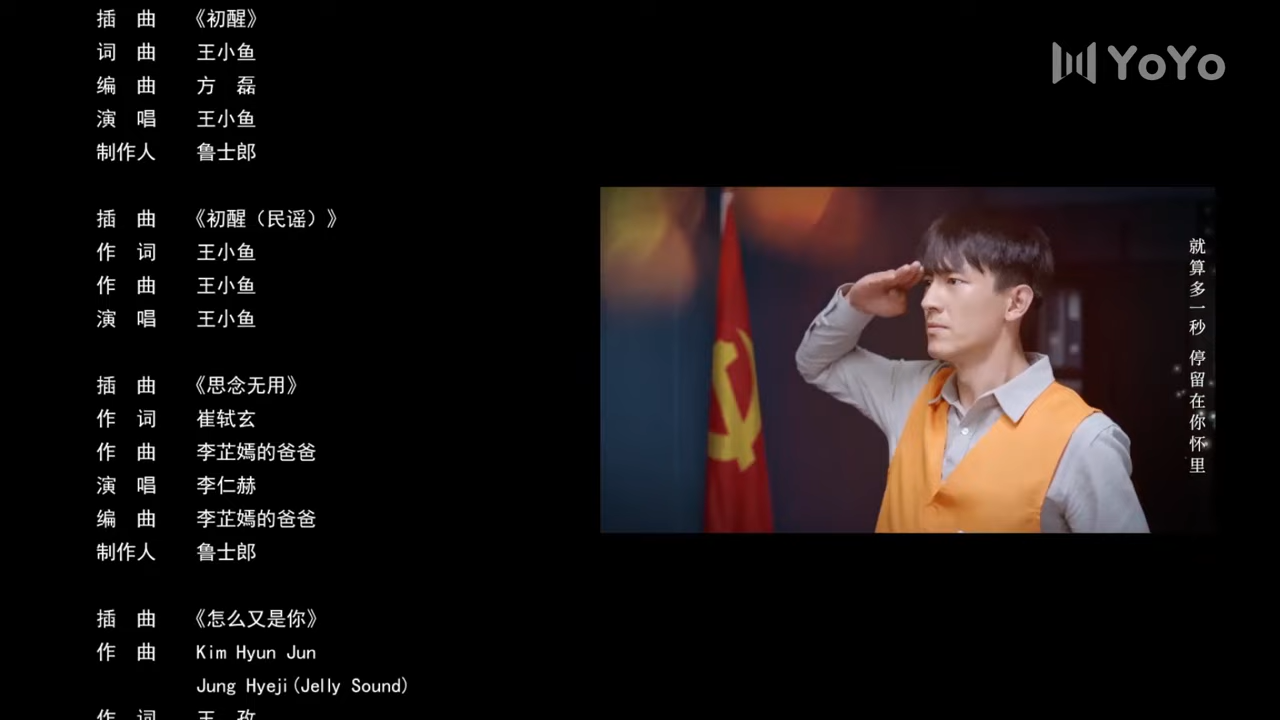 插 曲 《初醒》
词 曲 王小鱼
编 曲 方 磊
演 唱 王小鱼
制作人 鲁士郎
插 曲 《初醒（民谣）》
作 词 王小鱼
作 曲 王小鱼
演 唱 王小鱼
插 曲 《思念无用》
作 词 崔轼玄
作 曲 李芷嫣的爸爸
演 唱 李仁赫
编 曲 李芷嫣的爸爸
制作人 鲁士郎
插 曲 《怎么又是你》
作 曲 Kim Hyun Jun
Jung Hyeji(Jelly Sound)
作 词 王 孜
YoYo
就算多一秒 停留在你怀里